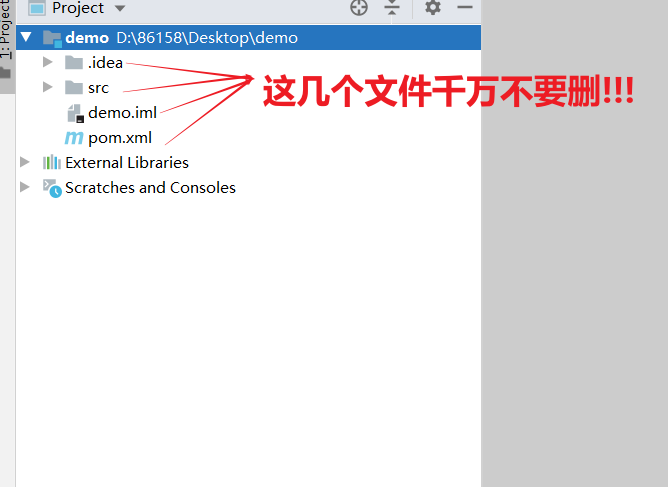 Project
1: Project
demo D:\86158\Desktop\demo
.idea
src
demo.iml
pom.xml
External Libraries
Scratches and Consoles
这几个文件千万不要删!!!